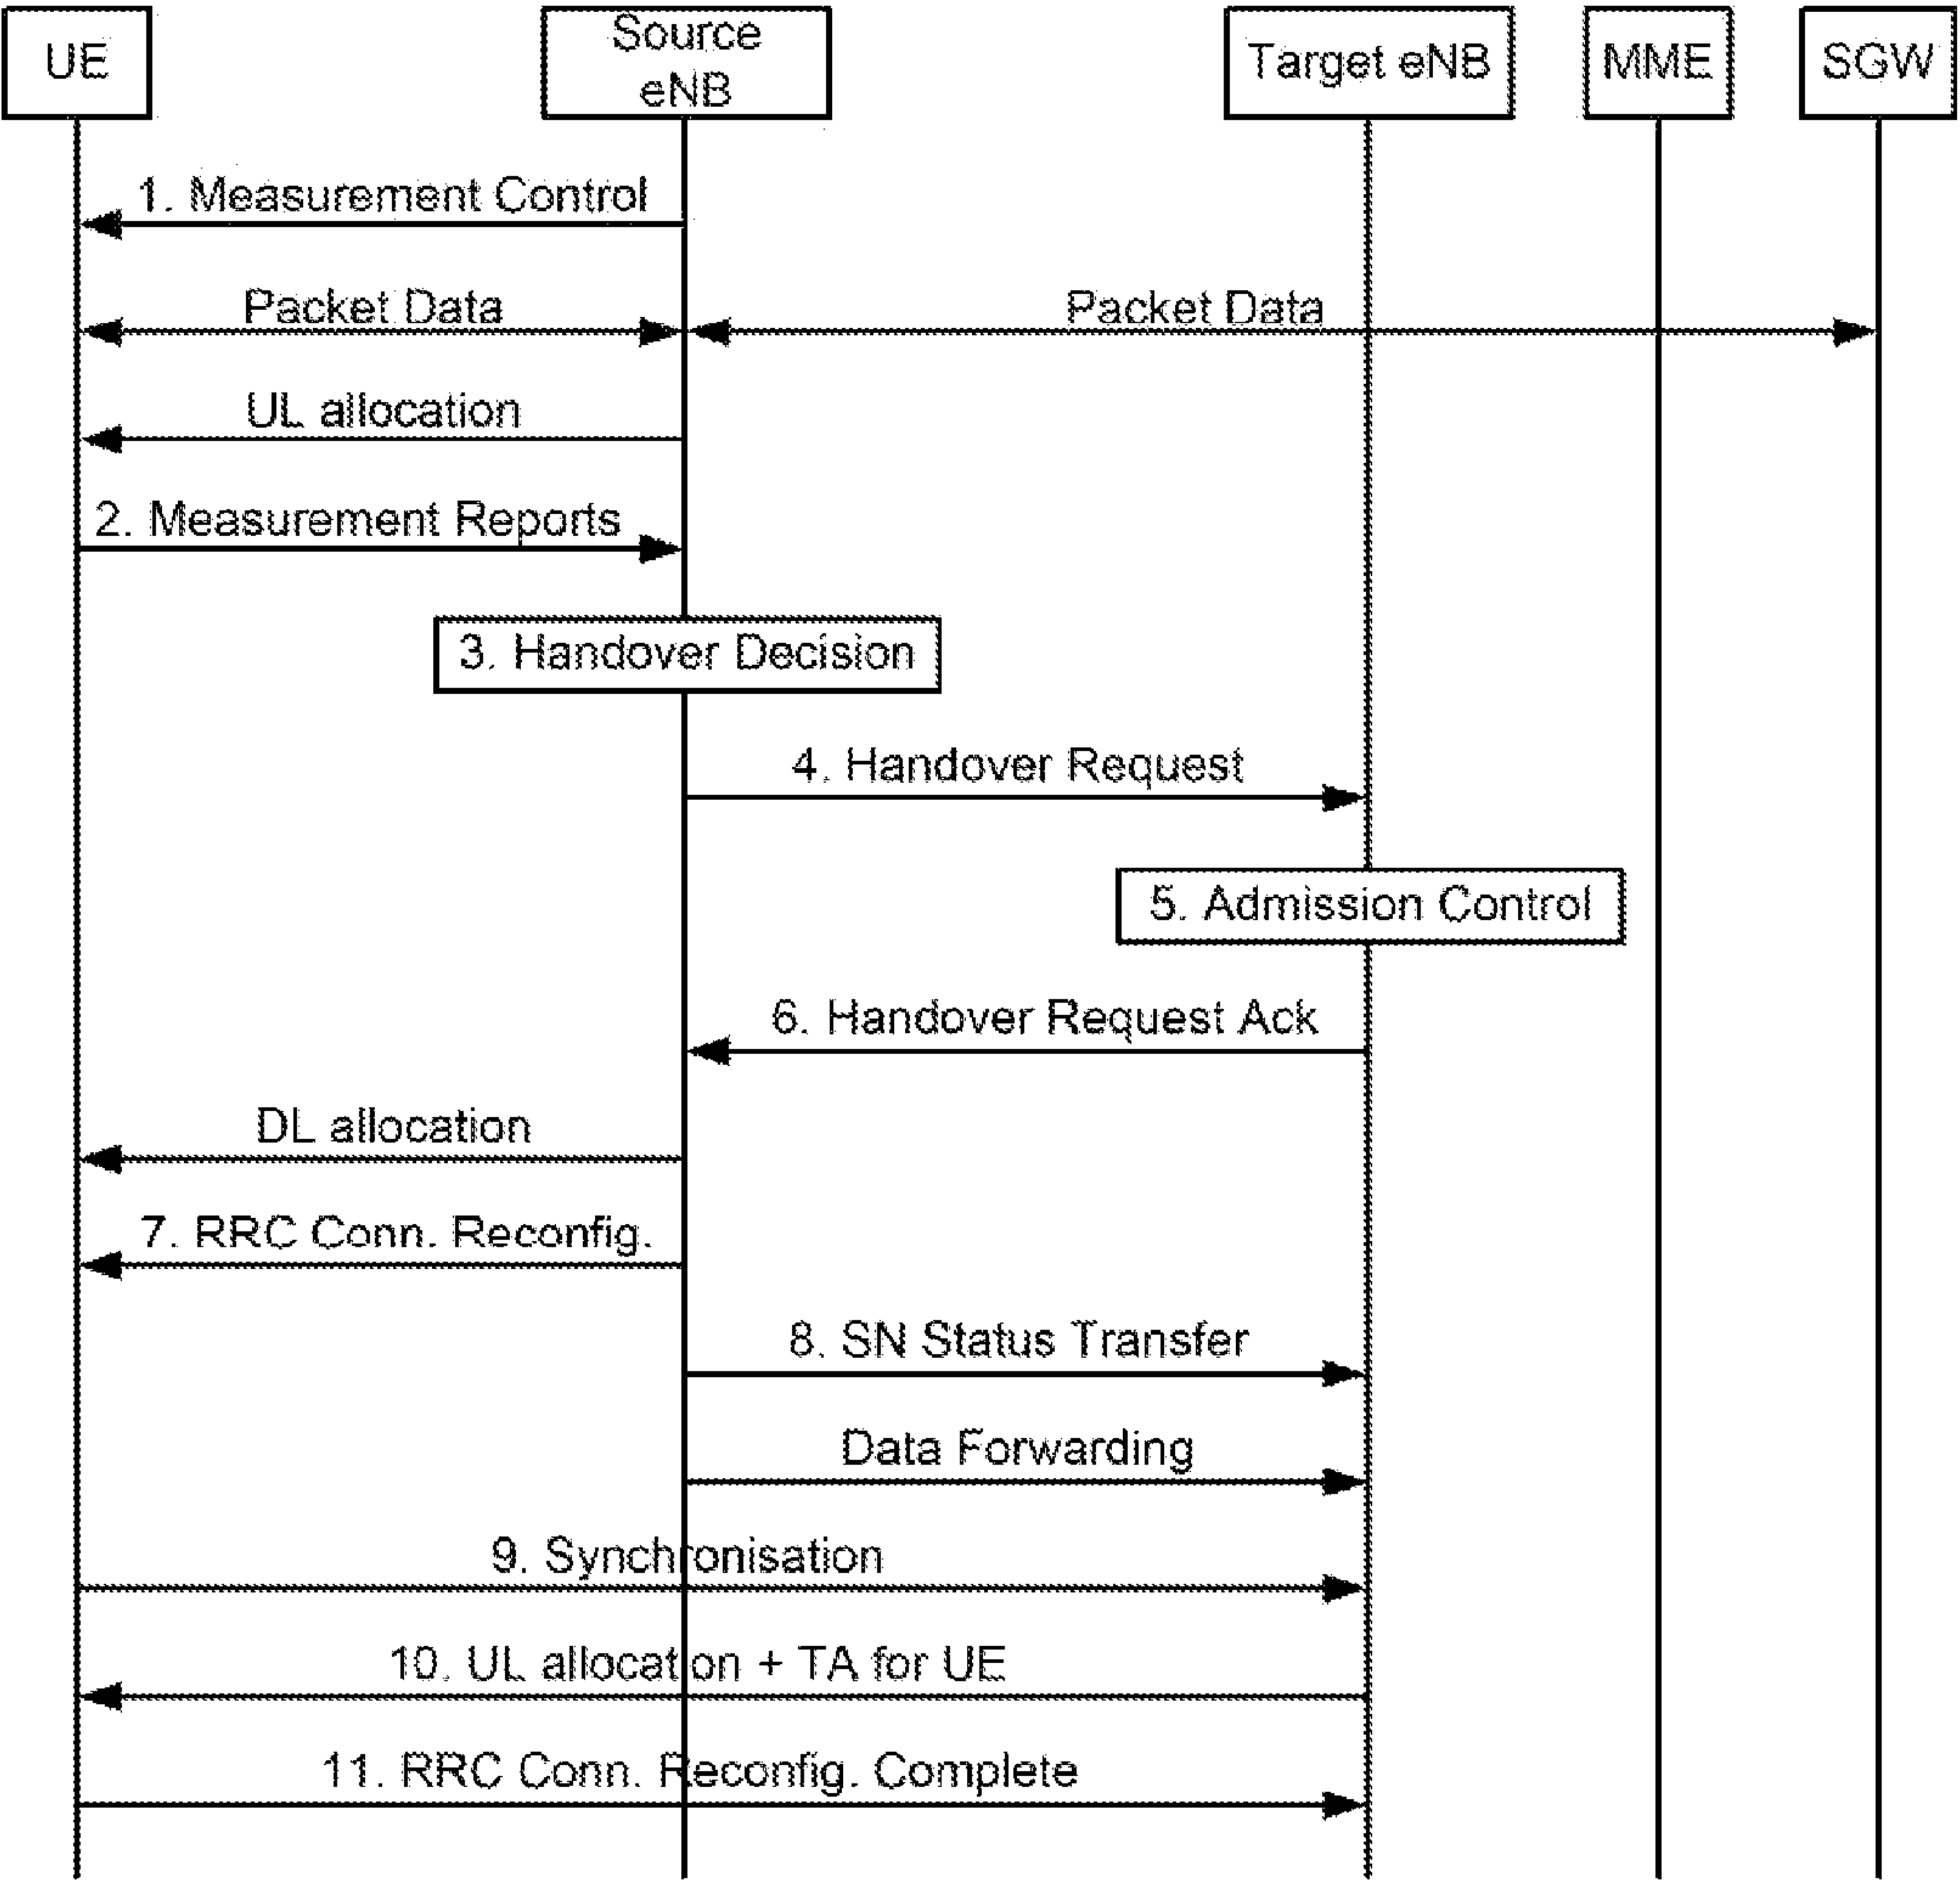 UE
Source
eNB
Target eNB
MME
SGW
1. Measurement Control
Packet Data
Packet Data
UL allocation
2. Measurement Reports
3. Handover Decision
4. Handover Request
5. Admission Control
6. Handover Request Ack
DL allocation
7. RRC Conn. Reconfig.
8. SN Status Transfer
Data Forwarding
9. Synchronisation
10. UL allocation + TA for UE
11. RRC Conn. Reconfig. Complete